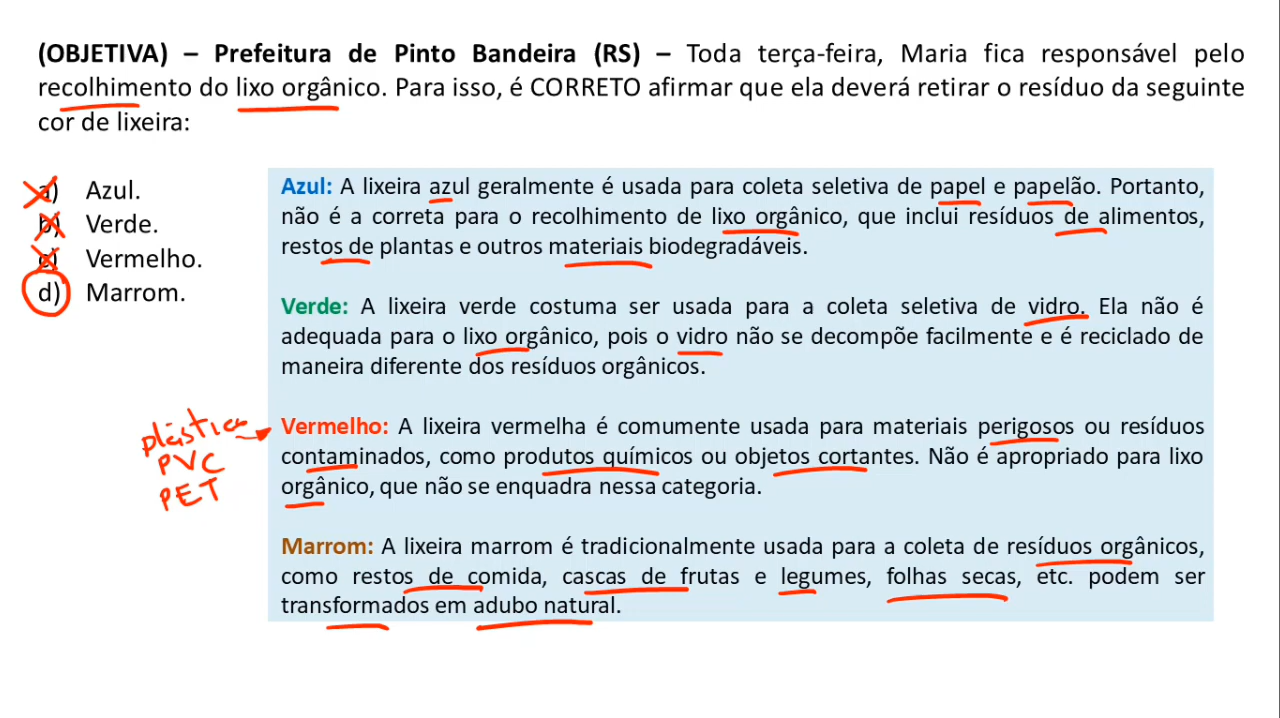 (OBJETIVA) – Prefeitura de Pinto Bandeira (RS) – Toda terça-feira, Maria fica responsável pelo
recolhimento do lixo orgânico. Para isso, é CORRETO afirmar que ela deverá retirar o resíduo da seguinte
cor de lixeira:
a) Azul.
b) Verde.
c) Vermelho.
d) Marrom.
Azul: A lixeira azul geralmente é usada para coleta seletiva de papel e papelão. Portanto,
não é a correta para o recolhimento de lixo orgânico, que inclui resíduos de alimentos,
restos de plantas e outros materiais biodegradáveis.
Verde: A lixeira verde costuma ser usada para a coleta seletiva de vidro. Ela não é
adequada para o lixo orgânico, pois o vidro não se decompõe facilmente e é reciclado de
maneira diferente dos resíduos orgânicos.
plástico
PVC
PET
Vermelho: A lixeira vermelha é comumente usada para materiais perigosos ou resíduos
contaminados, como produtos químicos ou objetos cortantes. Não é apropriado para lixo
orgânico, que não se enquadra nessa categoria.
Marrom: A lixeira marrom é tradicionalmente usada para a coleta de resíduos orgânicos,
como restos de comida, cascas de frutas e legumes, folhas secas, etc. podem ser
transformados em adubo natural.